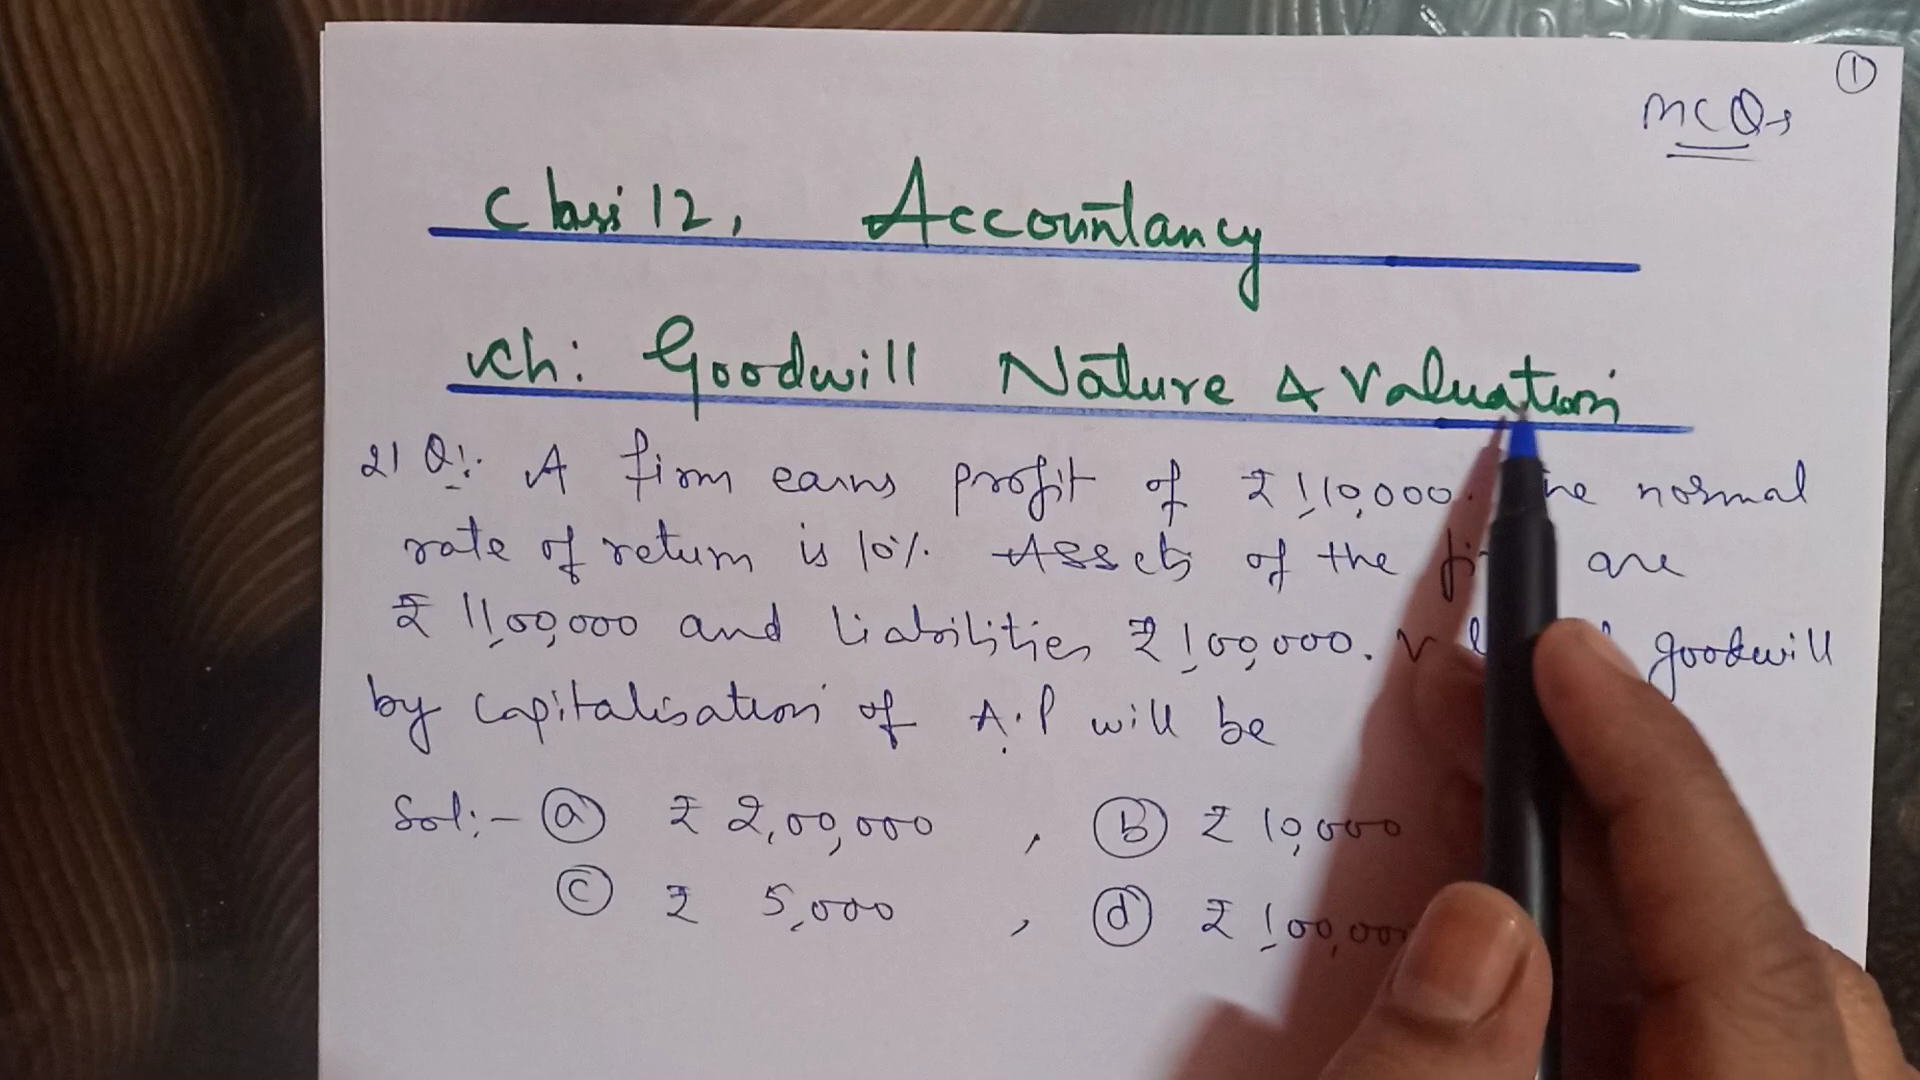 ①
MCQs
Class 12, Accountancy
Ch: Goodwill Nature & Valuation
21 Q:. A firm earns profit of ₹ 1,10,000. normal
rate of return is 10%. Assets of the are
₹ 11,00,000 and Liabilities ₹ 1,00,000. goodwill
by capitalisation of A.P will be
Sol:- ⓐ ₹ 2,00,000 , ⓑ ₹ 10,000
ⓒ ₹ 5,000 , ⓓ ₹ 1,00,000